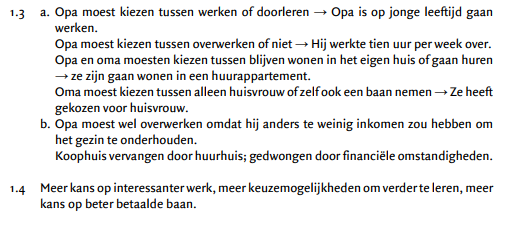 1.3 a. Opa moest kiezen tussen werken of doorleren → Opa is op jonge leeftijd gaan
werken.
Opa moest kiezen tussen overwerken of niet → Hij werkte tien uur per week over.
Opa en oma moesten kiezen tussen blijven wonen in het eigen huis of gaan huren
→ ze zijn gaan wonen in een huurappartement.
Oma moest kiezen tussen alleen huisvrouw of zelf ook een baan nemen → Ze heeft
gekozen voor huisvrouw.
b. Opa moest wel overwerken omdat hij anders te weinig inkomen zou hebben om
het gezin te onderhouden.
Koophuis vervangen door huurhuis; gedwongen door financiële omstandigheden.
1.4 Meer kans op interessanter werk, meer keuzemogelijkheden om verder te leren, meer
kans op beter betaalde baan.